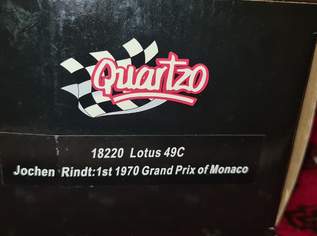 Quartzo
18220 Lotus 49C
Jochen Rindt:1st 1970 Grand Prix of Monaco